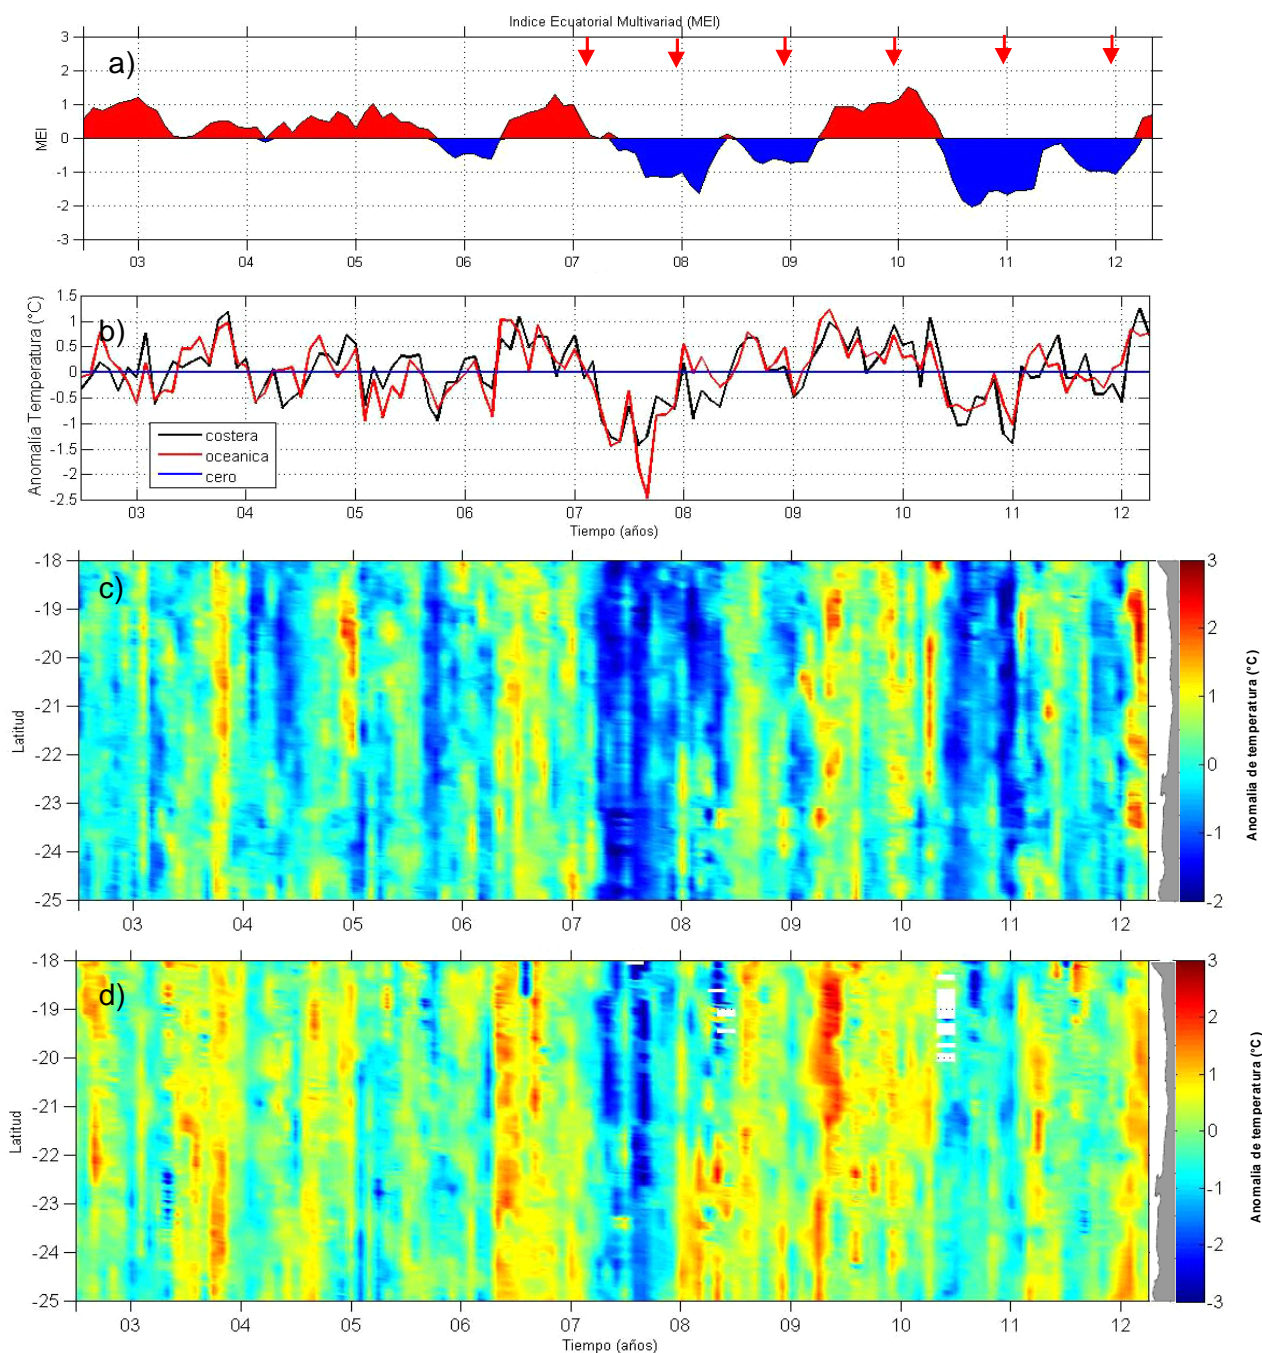 Indice Ecuatorial Multivariad (MEI)
a)
MEI
3
2
1
0
-1
-2
-3
03 04 05 06 07 08 09 10 11 12
b)
Anomalía Temperatura (°C)
1.5
1
0.5
0
-0.5
-1
-1.5
-2
-2.5
costera
oceanica
cero
03 04 05 06 07 08 09 10 11 12
Tiempo (años)
c)
Latitud
-18
-19
-20
-21
-22
-23
-24
-25
03 04 05 06 07 08 09 10 11 12
3
2
1
0
-1
-2
Anomalia de temperatura (°C)
d)
Latitud
-18
-19
-20
-21
-22
-23
-24
-25
03 04 05 06 07 08 09 10 11 12
Tiempo (años)
3
2
1
0
-1
-2
-3
Anomalia de temperatura (°C)